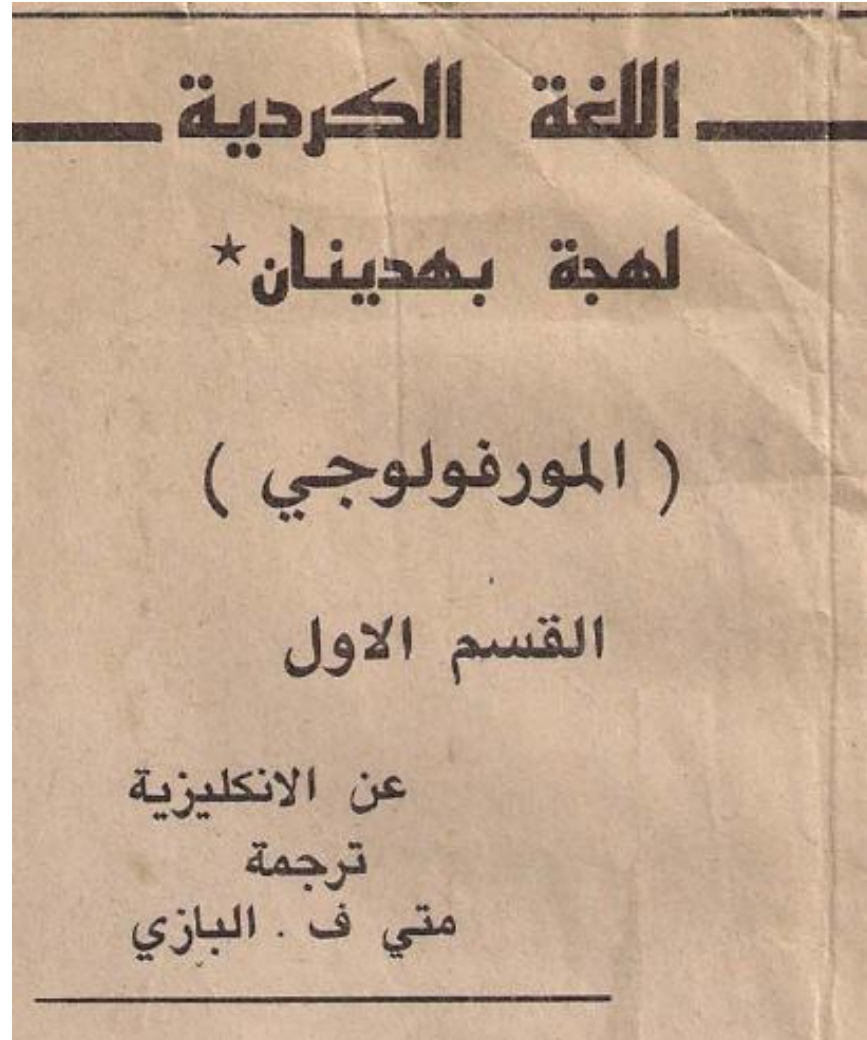 اللغة الكردية
لهجة بهدينان*
( المورفولوجي )
القسم الاول
عن الانكليزية
ترجمة
متي ف . البازي